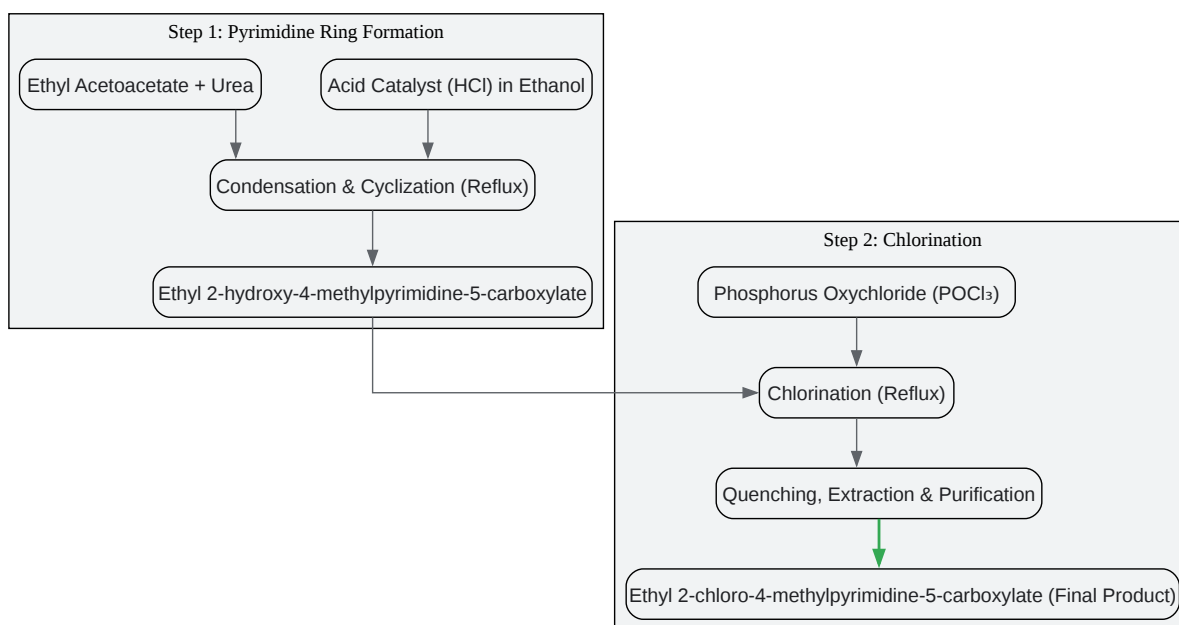 Step 1: Pyrimidine Ring Formation
Ethyl Acetoacetate + Urea
Acid Catalyst (HCl) in Ethanol
Condensation & Cyclization (Reflux)
Ethyl 2-hydroxy-4-methylpyrimidine-5-carboxylate
Step 2: Chlorination
Phosphorus Oxychloride (POCl₃)
Chlorination (Reflux)
Quenching, Extraction & Purification
Ethyl 2-chloro-4-methylpyrimidine-5-carboxylate (Final Product)